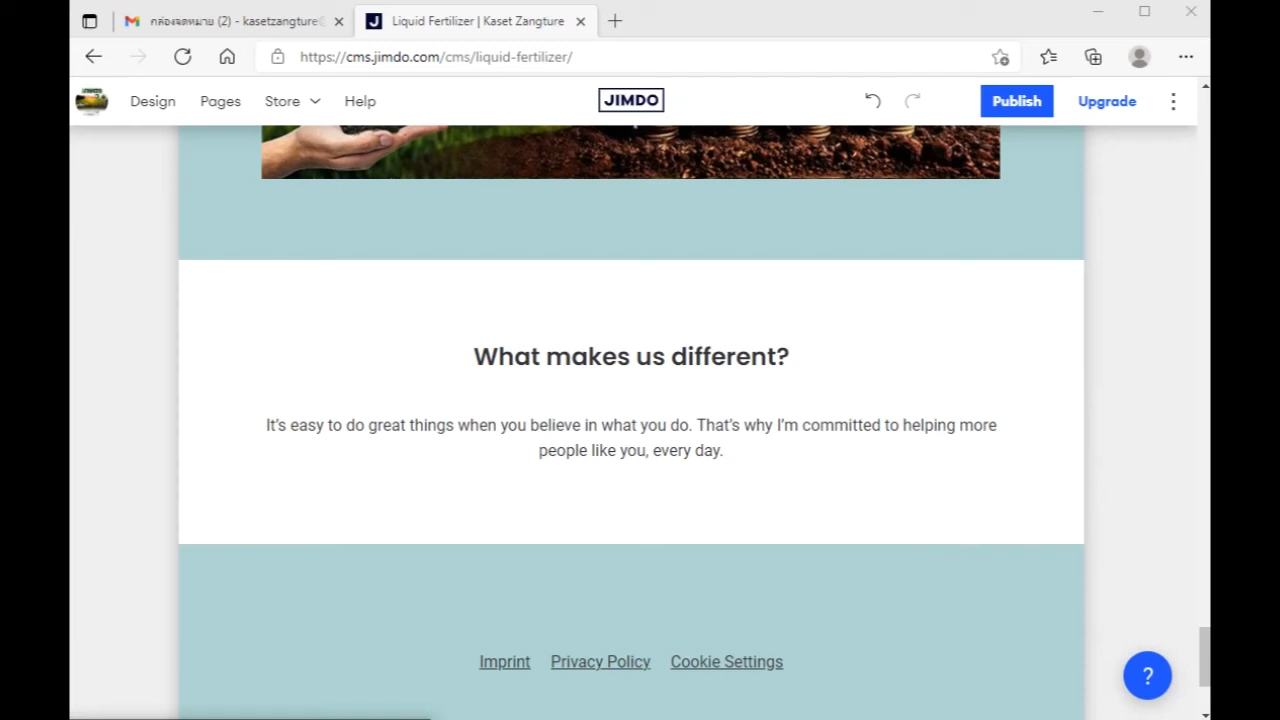 กล่องจดหมาย (2) - kasetzangture
Liquid Fertilizer | Kaset Zangture
https://cms.jimdo.com/cms/liquid-fertilizer/
Design Pages Store Help JIMDO Publish Upgrade
What makes us different?
It's easy to do great things when you believe in what you do. That's why I'm committed to helping more
people like you, every day.
Imprint Privacy Policy Cookie Settings
?